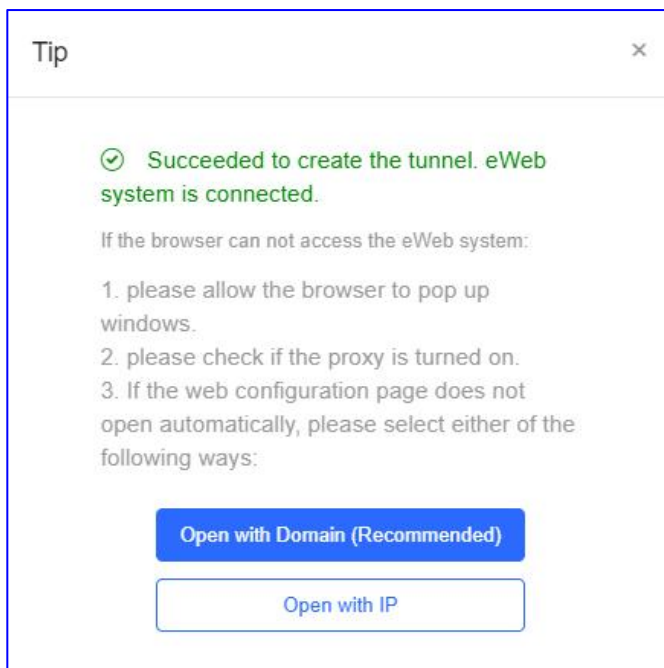 Tip
×
Succeeded to create the tunnel. eWeb
system is connected.
If the browser can not access the eWeb system:
1. please allow the browser to pop up
windows.
2. please check if the proxy is turned on.
3. If the web configuration page does not
open automatically, please select either of the
following ways:
Open with Domain (Recommended)
Open with IP